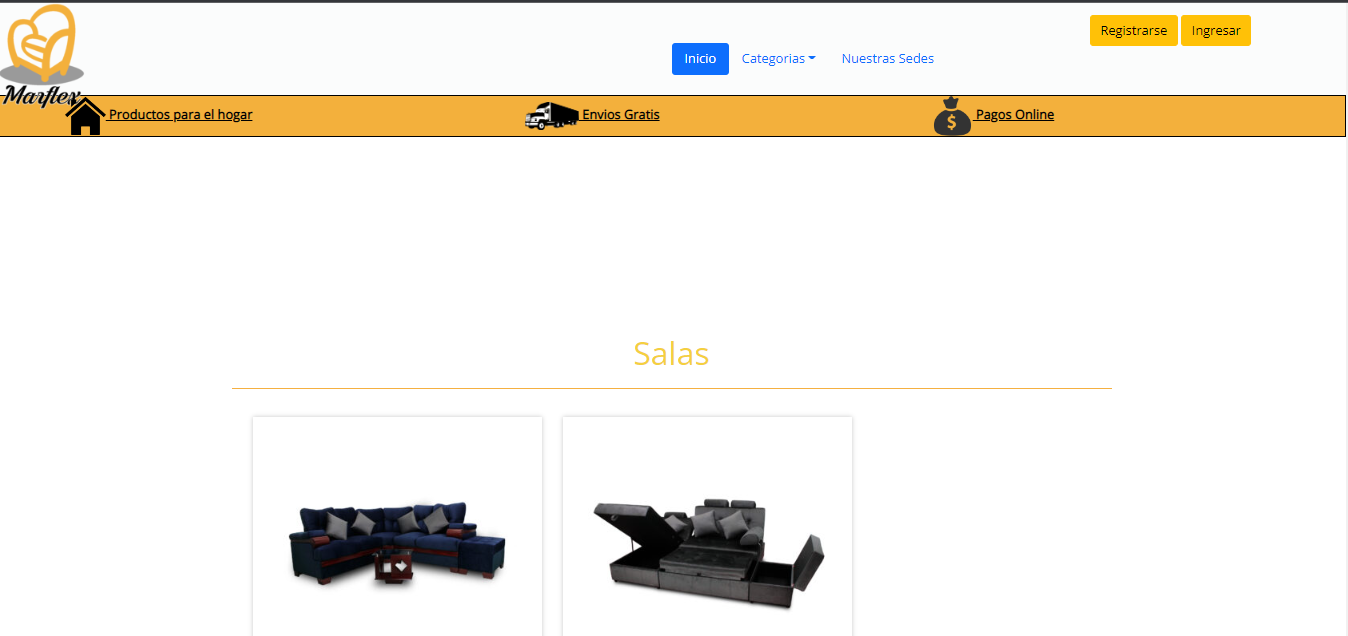 Registrarse Ingresar
Inicio Categorias Nuestras Sedes
Marflex
Productos para el hogar Envios Gratis $ Pagos Online
Salas